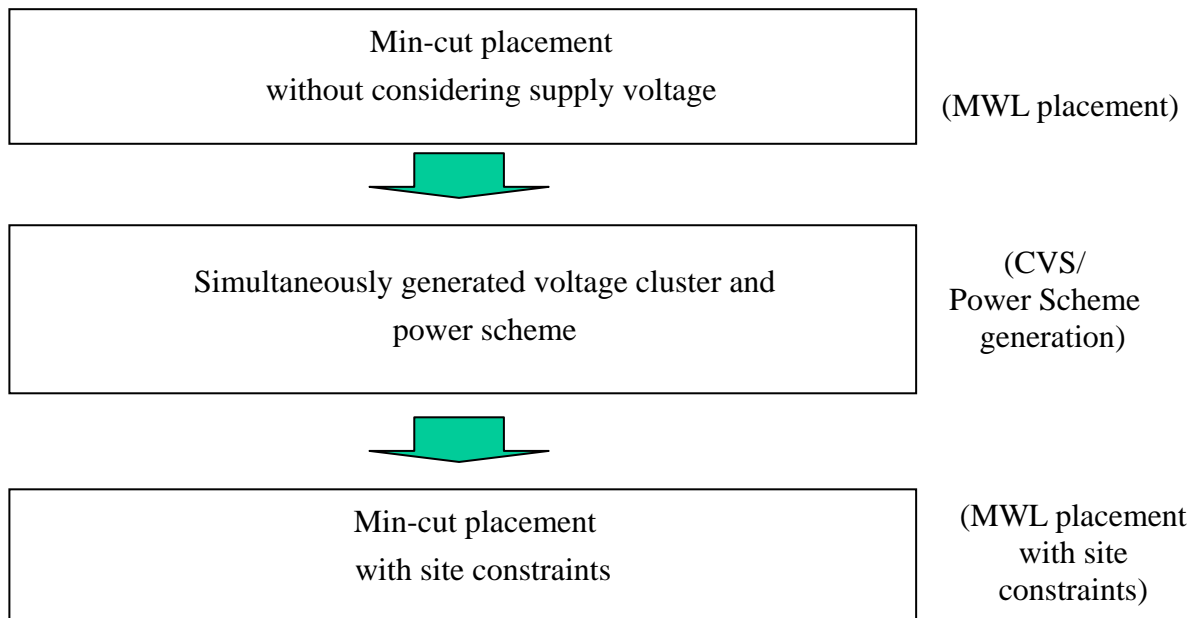 Min-cut placement
without considering supply voltage
(MWL placement)
Simultaneously generated voltage cluster and
power scheme
(CVS/
Power Scheme
generation)
Min-cut placement
with site constraints
(MWL placement
with site
constraints)